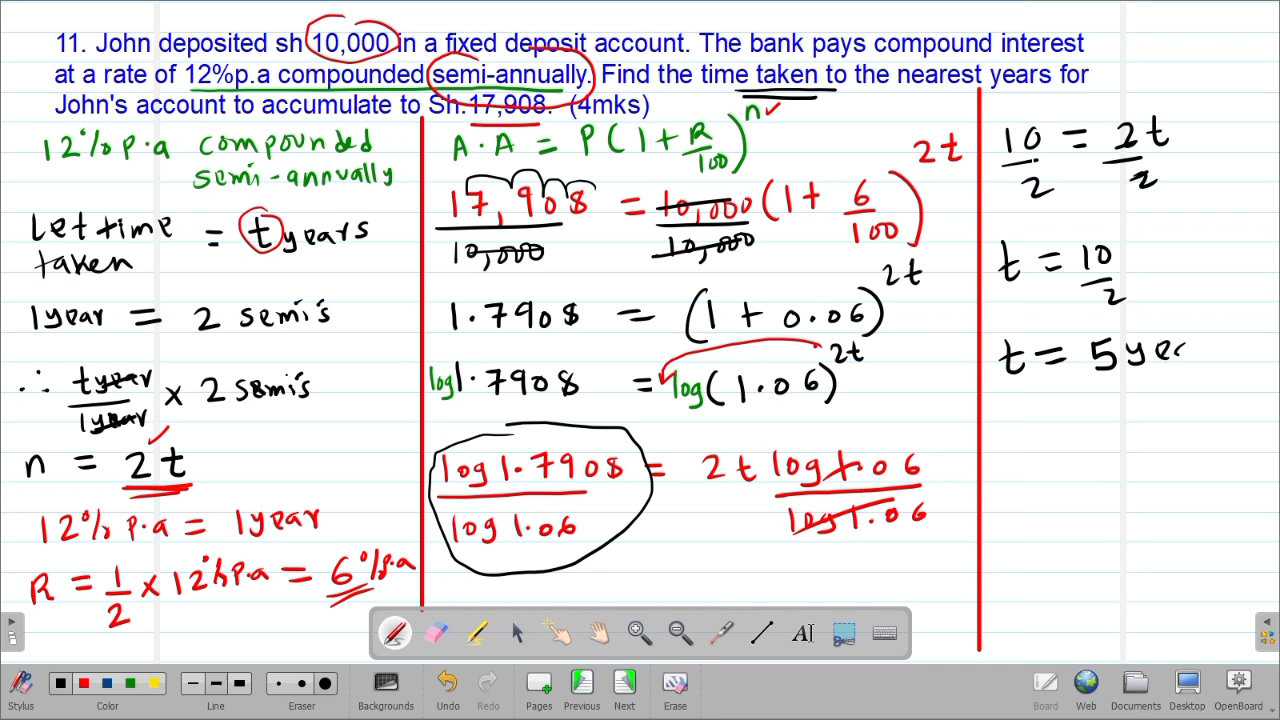 11. John deposited sh 10,000 in a fixed deposit account. The bank pays compound interest
at a rate of 12%p.a compounded semi-annually. Find the time taken to the nearest years for
John's account to accumulate to Sh.17,908. (4mks)
12% p.a compounded
semi-annually
Let time = t years
taken
1year = 2 semi's
∴ tyear/1year × 2 semi's
n = 2t
12% p.a = 1year
R = 1/2 × 12% p.a = 6% p.a
A.A = P(1+R/100)^n
17,908/10,000 = 10,000/10,000 (1+6/100)^2t
1.7908 = (1 + 0.06)^2t
log1.7908 = log(1.06)^2t
log 1.7908/log 1.06 = 2t log 1.06/log 1.06
10/2 = 2t/2
t = 10/2
t = 5 yea
Stylus
Color
Line
Eraser
Backgrounds
Undo
Redo
Pages
Previous
Next
Erase
Board
Web
Documents
Desktop
OpenBoard